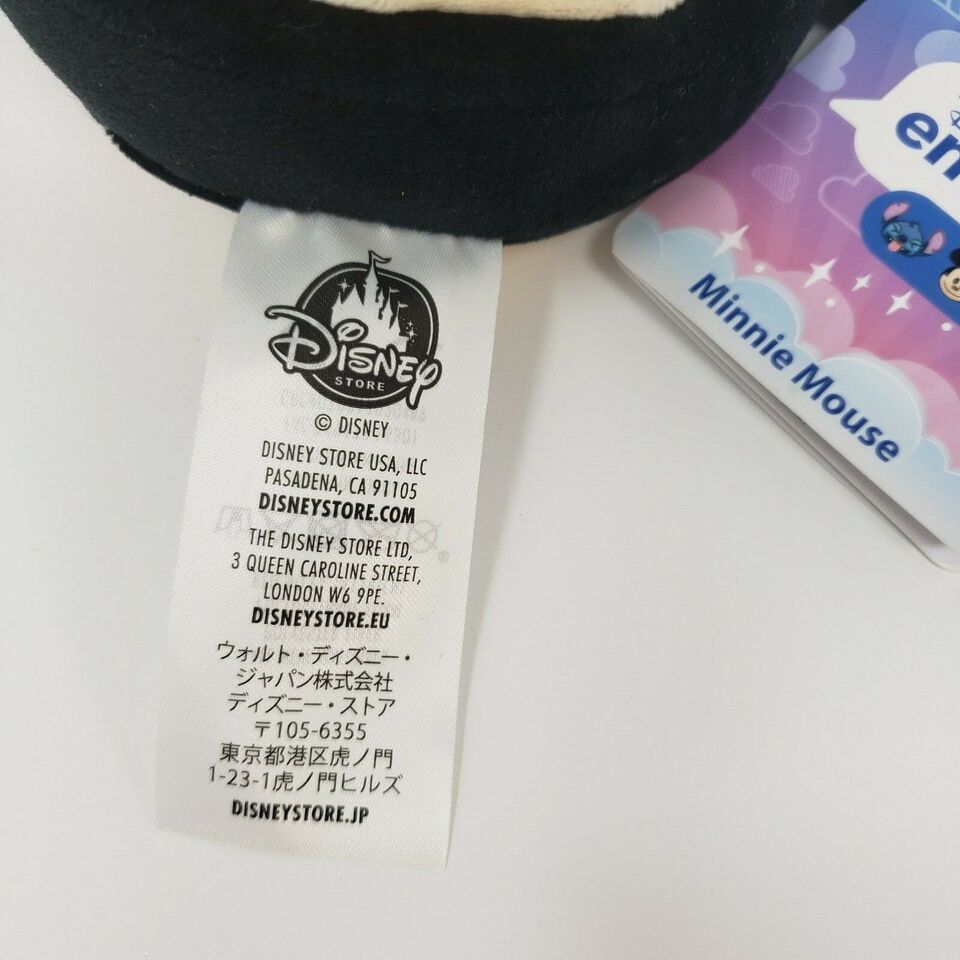 DISNEY
STORE
© DISNEY
DISNEY STORE USA, LLC
PASADENA, CA 91105
DISNEYSTORE.COM
THE DISNEY STORE LTD,
3 QUEEN CAROLINE STREET,
LONDON W6 9PE.
DISNEYSTORE.EU
ウォルト・ディズニー・
ジャパン株式会社
ディズニー・ストア
〒105-6355
東京都港区虎ノ門
1-23-1虎ノ門ヒルズ
DISNEYSTORE.JP
en
Minnie Mouse